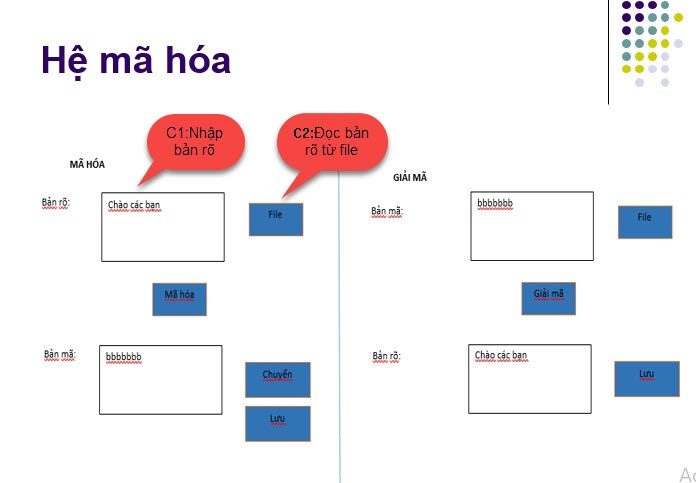 Hệ mã hóa
C1:Nhập
bản rõ
C2:Đọc bản
rõ từ file
MÃ HÓA
Bản rõ:
Chào các bạn
File
Mã hóa
Bản mã:
bbbbbbb
Chuyển
Lưu
GIẢI MÃ
Bản mã:
bbbbbbb
File
Giải mã
Bản rõ:
Chào các bạn
Lưu